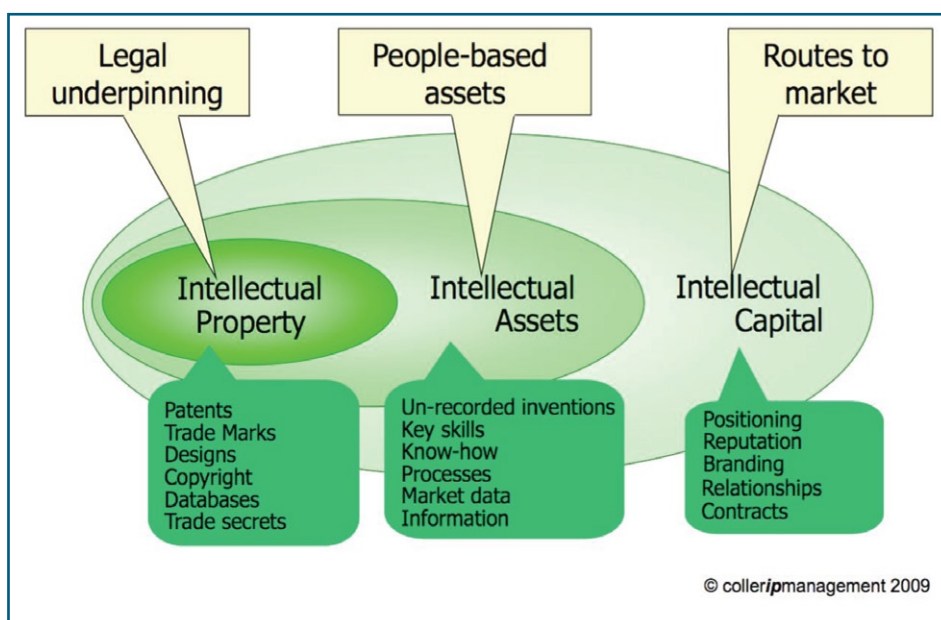 Legal
underpinning
People-based
assets
Routes to
market
Intellectual
Property
Intellectual
Assets
Intellectual
Capital
Patents
Trade Marks
Designs
Copyright
Databases
Trade secrets
Un-recorded inventions
Key skills
Know-how
Processes
Market data
Information
Positioning
Reputation
Branding
Relationships
Contracts
© colleripmanagement 2009